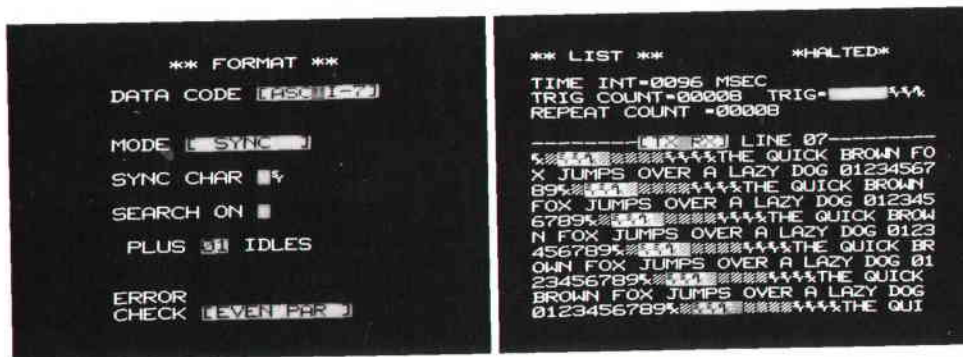 ** FORMAT **
DATA CODE [ASCII-7]
MODE [ SYNC ]
SYNC CHAR
SEARCH ON
PLUS 01 IDLES
ERROR
CHECK [EVEN PAR ]
** LIST ** *HALTED*
TIME INT=0096 MSEC
TRIG COUNT=00008 TRIG=
REPEAT COUNT =00008
----------[TX RX] LINE 07----------
THE QUICK BROWN FO
X JUMPS OVER A LAZY DOG 01234567
89 THE QUICK BROWN
FOX JUMPS OVER A LAZY DOG 012345
6789 THE QUICK BROW
N FOX JUMPS OVER A LAZY DOG 0123
456789 THE QUICK BR
OWN FOX JUMPS OVER A LAZY DOG 01
23456789 THE QUICK
BROWN FOX JUMPS OVER A LAZY DOG
0123456789 THE QUI